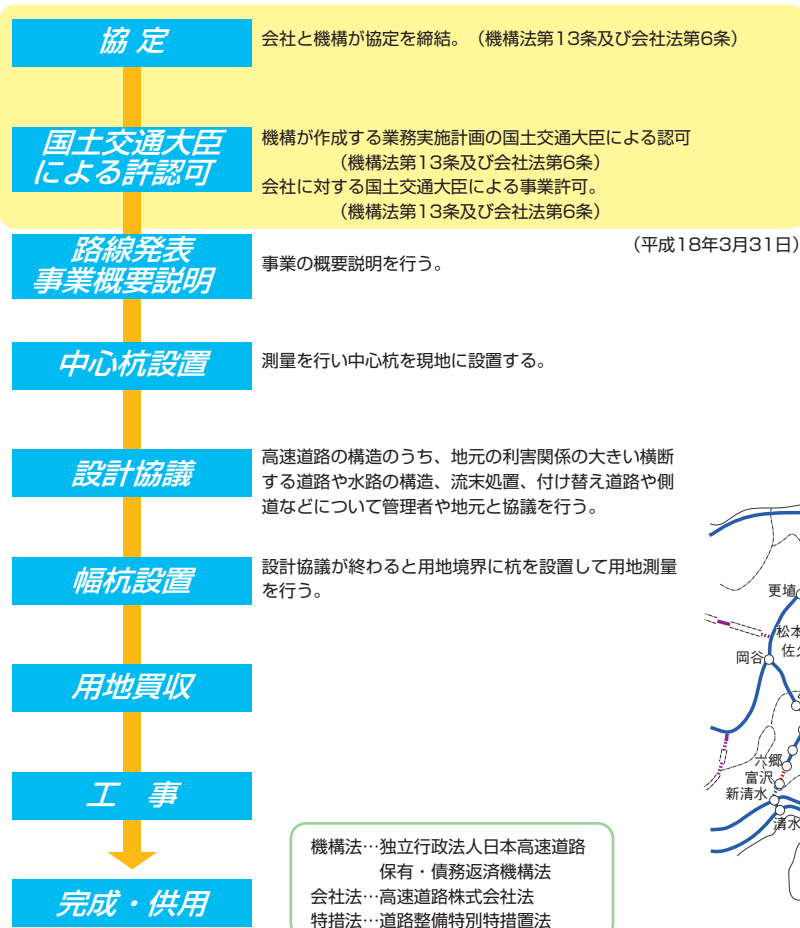 協 定
会社と機構が協定を締結。（機構法第13条及び会社法第6条）
国土交通大臣
による許認可
機構が作成する業務実施計画の国土交通大臣による認可
（機構法第13条及び会社法第6条）
会社に対する国土交通大臣による事業許可。
（機構法第13条及び会社法第6条）
（平成18年3月31日）
路線発表
事業概要説明
事業の概要説明を行う。
中心杭設置
測量を行い中心杭を現地に設置する。
設計協議
高速道路の構造のうち、地元の利害関係の大きい横断
する道路や水路の構造、流末処置、付け替え道路や側
道などについて管理者や地元と協議を行う。
幅杭設置
設計協議が終わると用地境界に杭を設置して用地測量
を行う。
用地買収
工 事
完成・供用
機構法…独立行政法人日本高速道路
保有・債務返済機構法
会社法…高速道路株式会社法
特措法…道路整備特別特措置法
更埴
松本
岡谷
六郷
富沢
新清水
清水